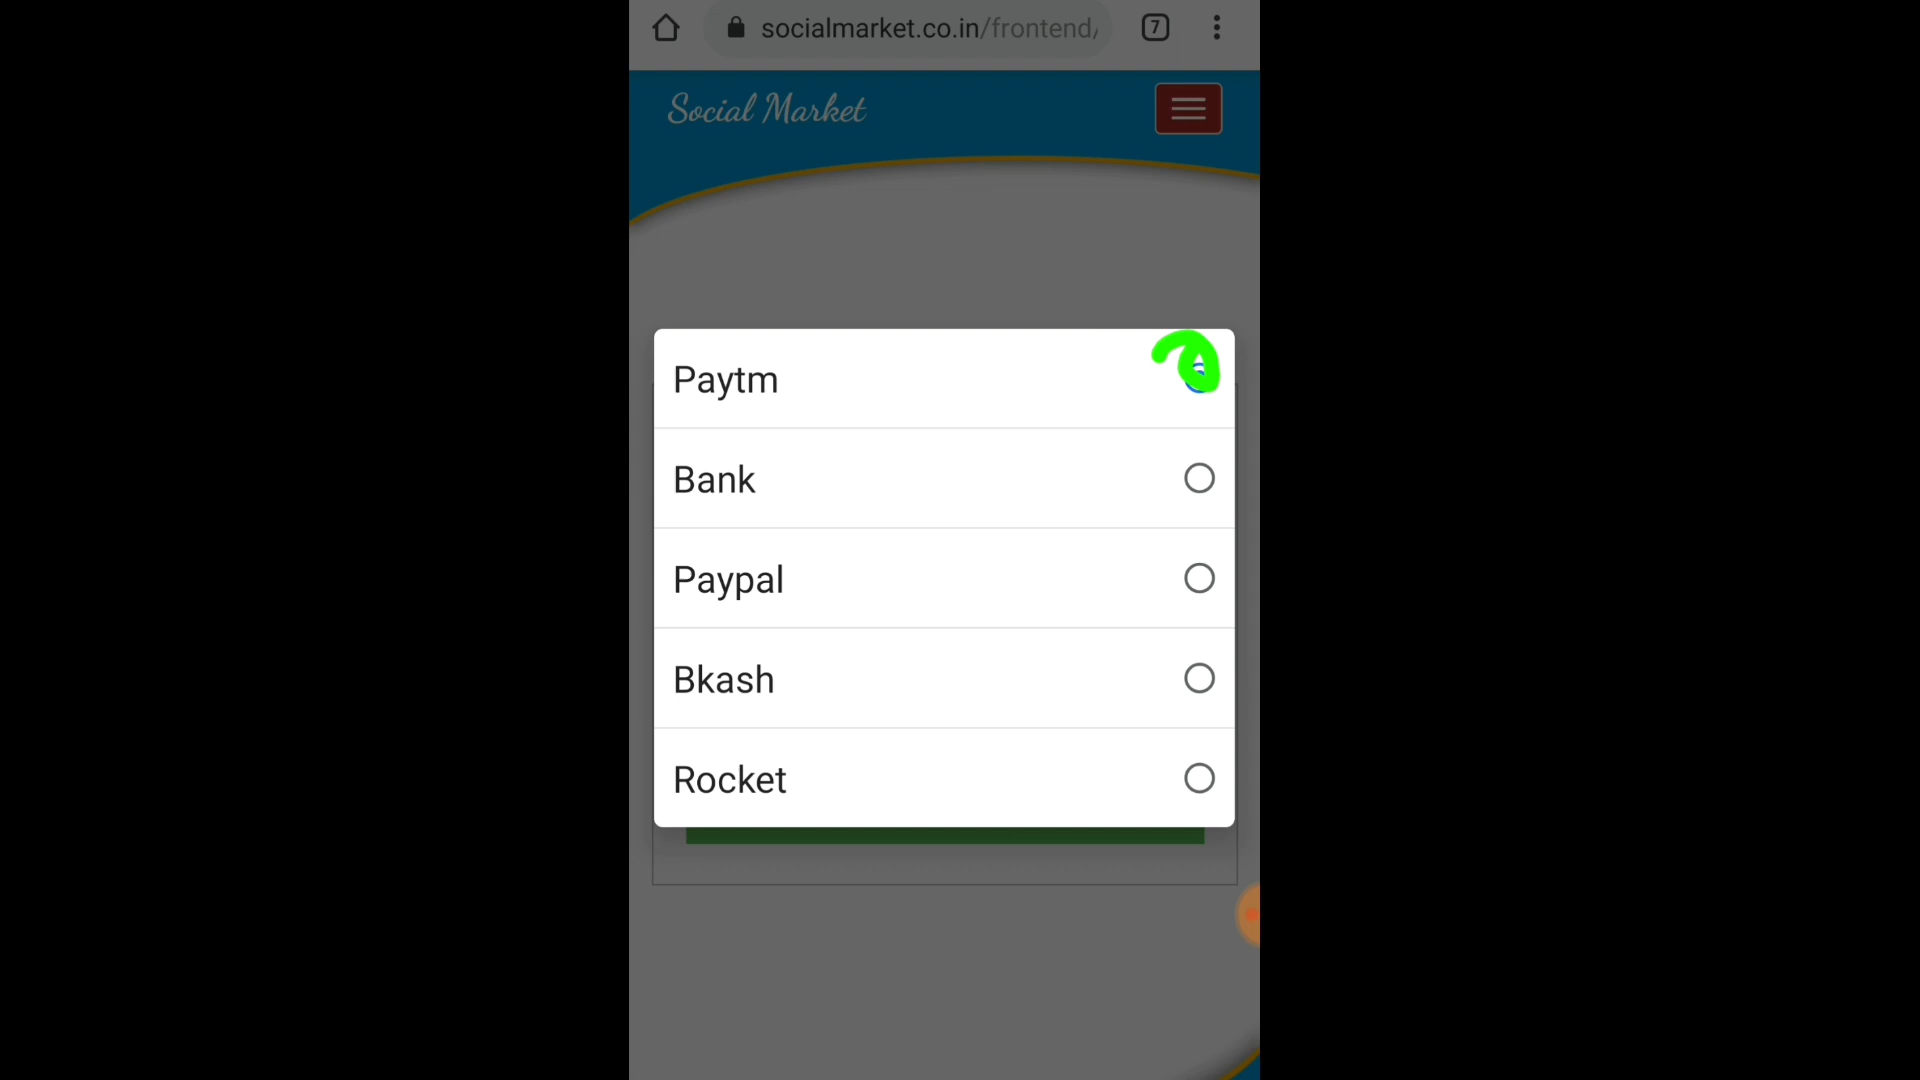 socialmarket.co.in/frontend/
7
Social Market
Paytm
Bank
Paypal
Bkash
Rocket